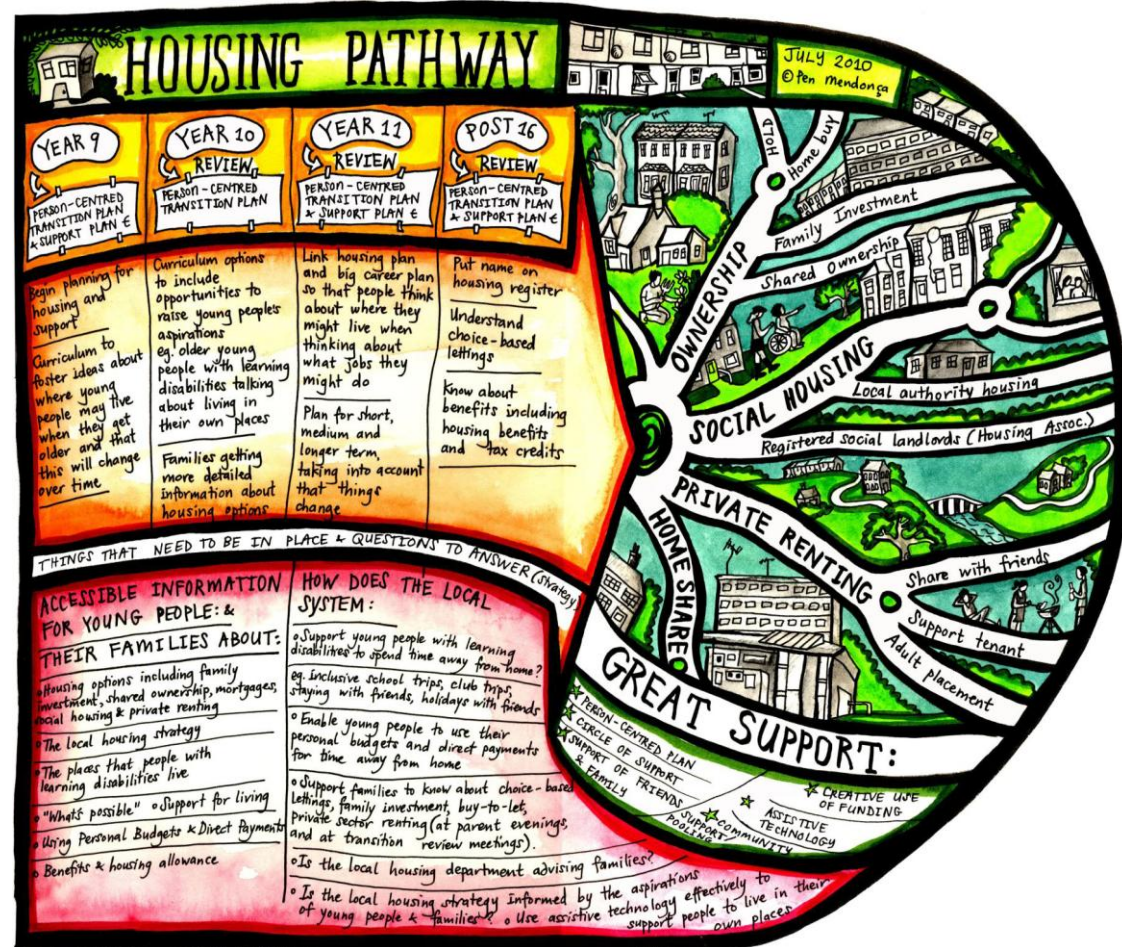 HOUSING PATHWAY
JULY 2010
© Pen Mendonça
YEAR 9
PERSON-CENTRED
TRANSITION PLAN
& SUPPORT PLAN €
YEAR 10
REVIEW
PERSON-CENTRED
TRANSITION PLAN
YEAR 11
REVIEW
PERSON-CENTRED
TRANSITION PLAN
& SUPPORT PLAN €
POST 16
REVIEW
PERSON-CENTRED
TRANSITION PLAN
& SUPPORT PLAN €
Begin planning for
housing and
support
Curriculum to
foster ideas about
where young
people may live
when they get
older and that
this will change
over time
Curriculum options
to include
opportunities to
raise young people's
aspirations
eg. older young
people with learning
disabilities talking
about living in
their own places
Families getting
more detailed
information about
housing options
Link housing plan
and big career plan
so that people think
about where they
might live when
thinking about
what jobs they
might do
Plan for short,
medium and
longer term,
taking into account
that things
change
Put name on
housing register
Understand
choice-based
lettings
Know about
benefits including
housing benefits
and tax credits
THINGS THAT NEED TO BE IN PLACE & QUESTIONS TO ANSWER (strategy)
ACCESSIBLE INFORMATION
FOR YOUNG PEOPLE: &
THEIR FAMILIES ABOUT:
o Housing options including family
investment, shared ownership, mortgages,
social housing & private renting
o The local housing strategy
o The places that people with
learning disabilities live
o "What's possible" o Support for living
o Using Personal Budgets & Direct Payments
o Benefits & housing allowance
HOW DOES THE LOCAL
SYSTEM:
o Support young people with learning
disabilities to spend time away from home?
eg. inclusive school trips, club trips,
staying with friends, holidays with friends
o Enable young people to use their
personal budgets and direct payments
for time away from home
o Support families to know about choice-based
lettings, family investment, buy-to-let,
private sector renting (at parent evenings,
and at transition review meetings).
o Is the local housing department advising families?
o Is the local housing strategy informed by the aspirations
of young people & families? o Use assistive technology effectively to
support people to live in their
own places
OWNERSHIP
HOLD
Home buy
Family Investment
Shared Ownership
SOCIAL HOUSING
Local authority housing
Registered social landlords (Housing Assoc.)
PRIVATE RENTING
Share with friends
Support tenant
Adult placement
HOMESHARE
GREAT SUPPORT:
PERSON-CENTRED PLAN
CIRCLE OF SUPPORT
SUPPORT OF FRIENDS
& FAMILY
SUPPORT
POOLING
COMMUNITY
ASSISTIVE
TECHNOLOGY
CREATIVE USE
OF FUNDING